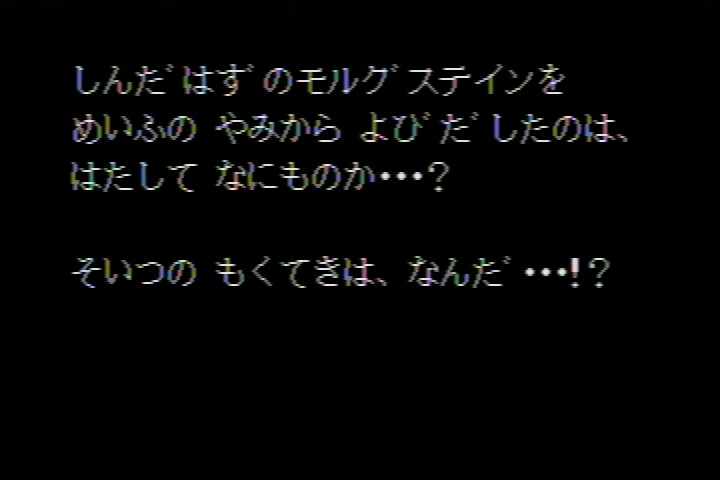 しんだはずのモルグステインを
めいふの やみから よびだしたのは、
はたして なにものか・・・？
そいつの もくてきは、なんだ・・・！？